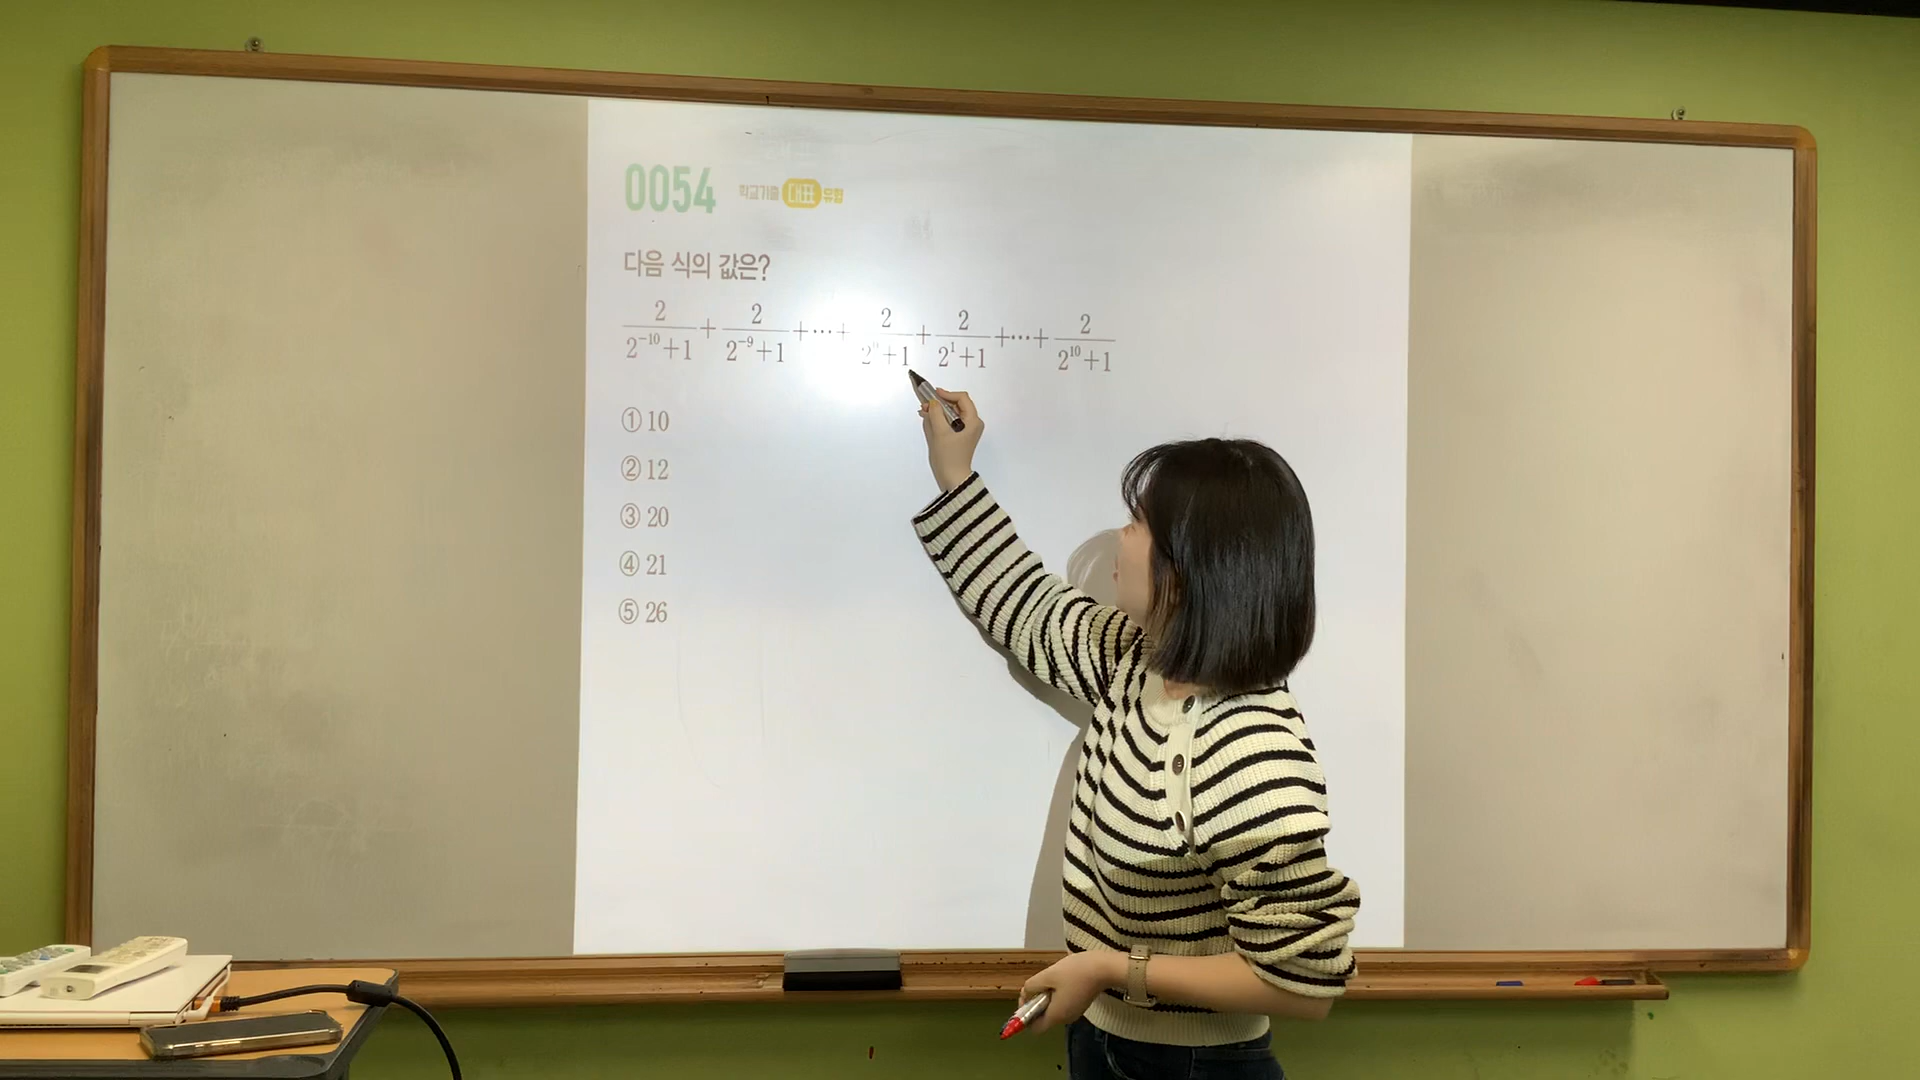 0054 학교기출 대표 유형
다음 식의 값은?
2/(2⁻¹⁰+1) + 2/(2⁻⁹+1) + ⋯ + 2/(2⁰+1) + 2/(2¹+1) + ⋯ + 2/(2¹⁰+1)
① 10
② 12
③ 20
④ 21
⑤ 26